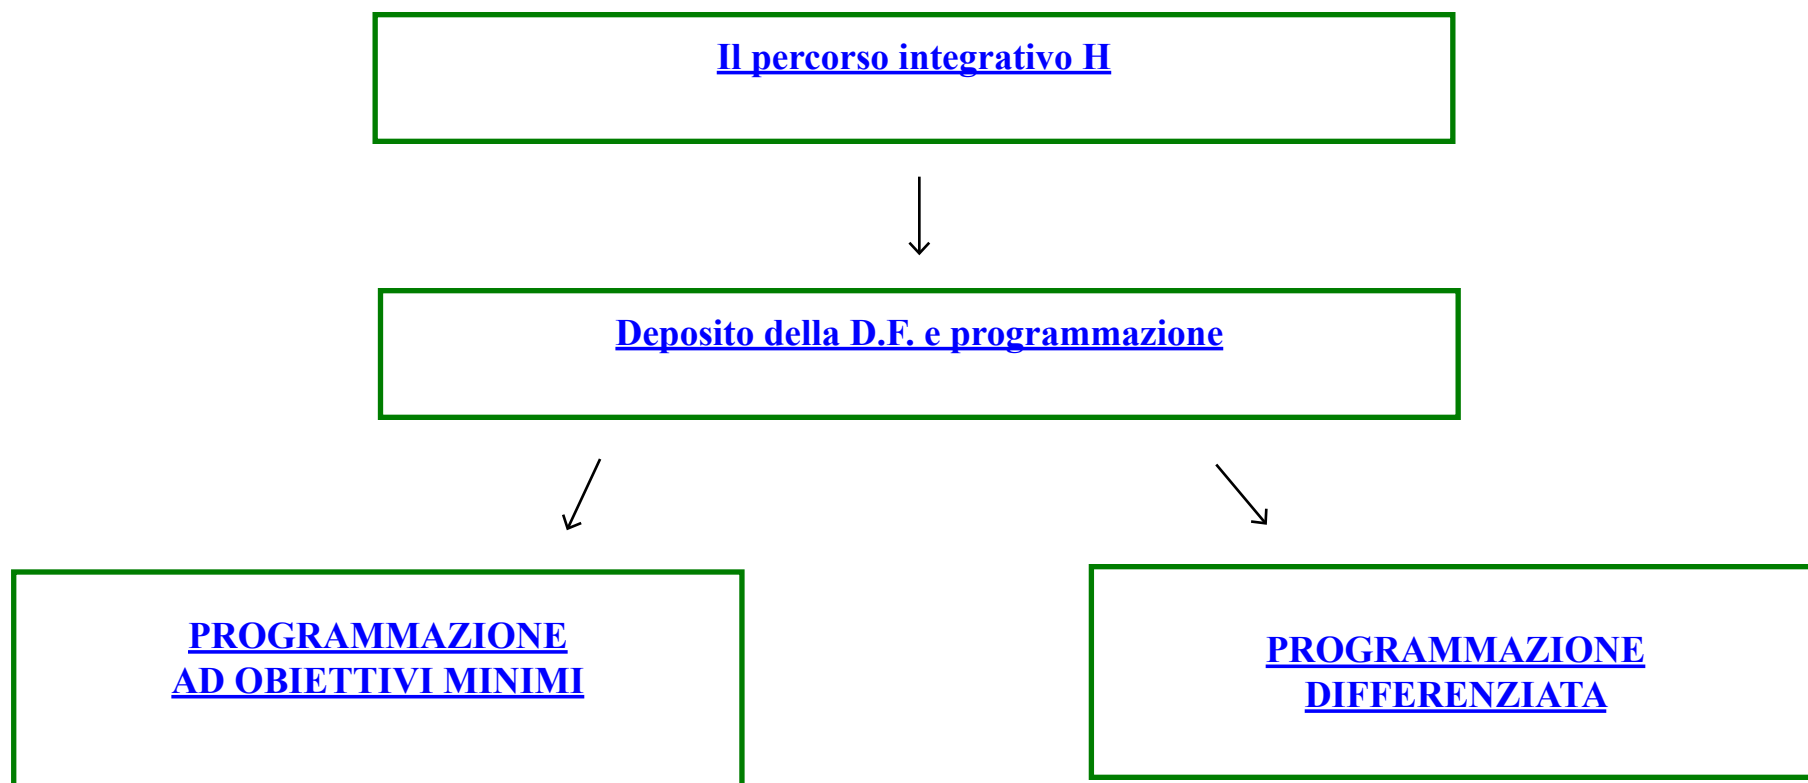 Il percorso integrativo H
Deposito della D.F. e programmazione
PROGRAMMAZIONE
AD OBIETTIVI MINIMI
PROGRAMMAZIONE
DIFFERENZIATA